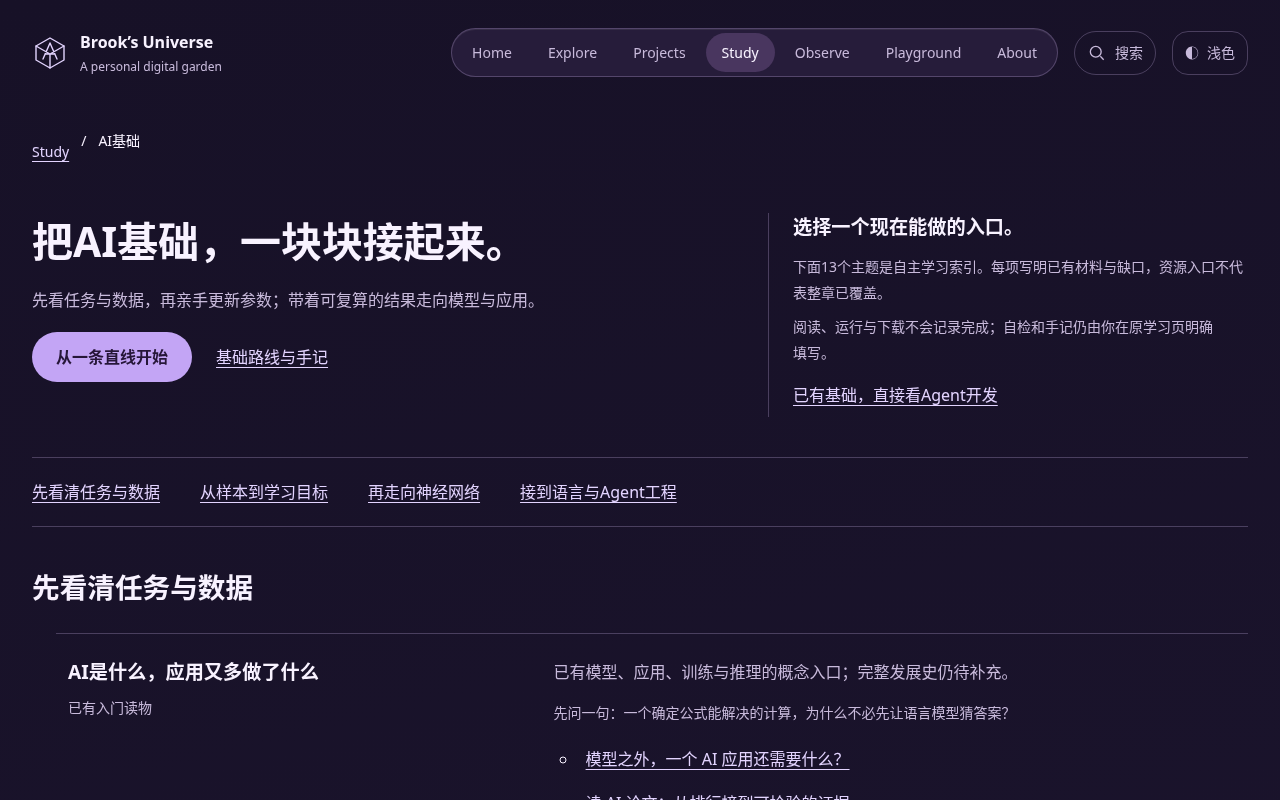 Brook’s Universe
A personal digital garden
Home
Explore
Projects
Study
Observe
Playground
About
搜索
浅色
Study / AI基础
把AI基础，一块块接起来。
先看任务与数据，再亲手更新参数；带着可复算的结果走向模型与应用。
从一条直线开始
基础路线与手记
选择一个现在能做的入口。
下面13个主题是自主学习索引。每项写明已有材料与缺口，资源入口不代
表整章已覆盖。
阅读、运行与下载不会记录完成；自检和手记仍由你在原学习页明确
填写。
已有基础，直接看Agent开发
先看清任务与数据
从样本到学习目标
再走向神经网络
接到语言与Agent工程
先看清任务与数据
AI是什么，应用又多做了什么
已有入门读物
已有模型、应用、训练与推理的概念入口；完整发展史仍待补充。
先问一句：一个确定公式能解决的计算，为什么不必先让语言模型猜答案？
模型之外，一个 AI 应用还需要什么？